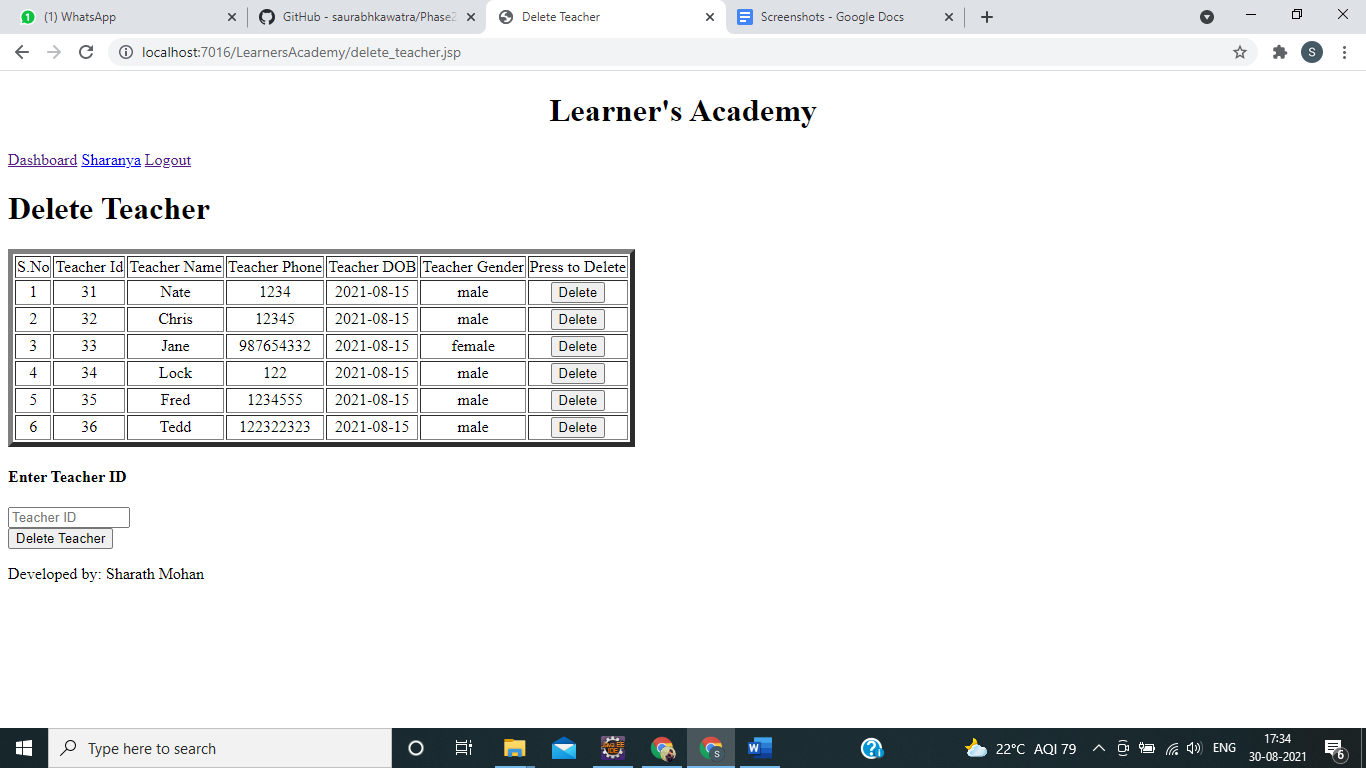 (1) WhatsApp
GitHub - saurabhkawatra/Phase2
Delete Teacher
Screenshots - Google Docs
localhost:7016/LearnersAcademy/delete_teacher.jsp
S
Learner's Academy
Dashboard Sharanya Logout
Delete Teacher
S.No Teacher Id Teacher Name Teacher Phone Teacher DOB Teacher Gender Press to Delete
1 31 Nate 1234 2021-08-15 male Delete
2 32 Chris 12345 2021-08-15 male Delete
3 33 Jane 987654332 2021-08-15 female Delete
4 34 Lock 122 2021-08-15 male Delete
5 35 Fred 1234555 2021-08-15 male Delete
6 36 Tedd 122322323 2021-08-15 male Delete
Enter Teacher ID
Teacher ID
Delete Teacher
Developed by: Sharath Mohan
Type here to search
22°C AQI 79
ENG
17:34
30-08-2021
6